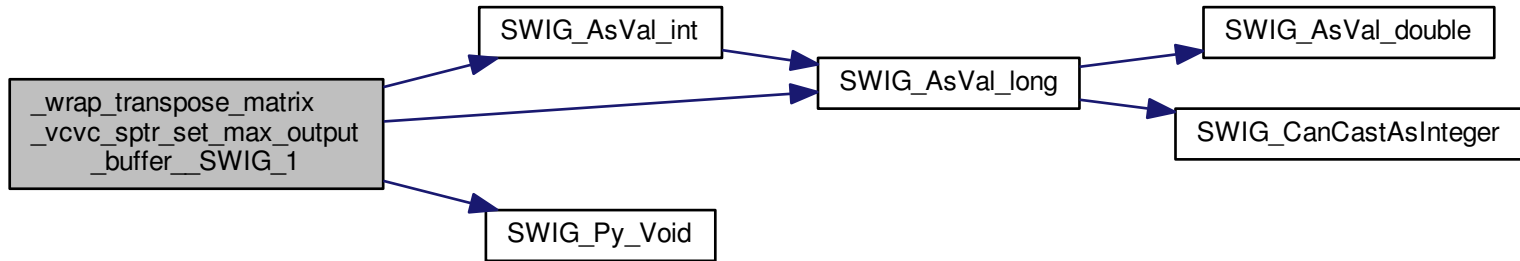 _wrap_transpose_matrix
_vcvc_sptr_set_max_output
_buffer__SWIG_1
SWIG_AsVal_int
SWIG_Py_Void
SWIG_AsVal_long
SWIG_AsVal_double
SWIG_CanCastAsInteger